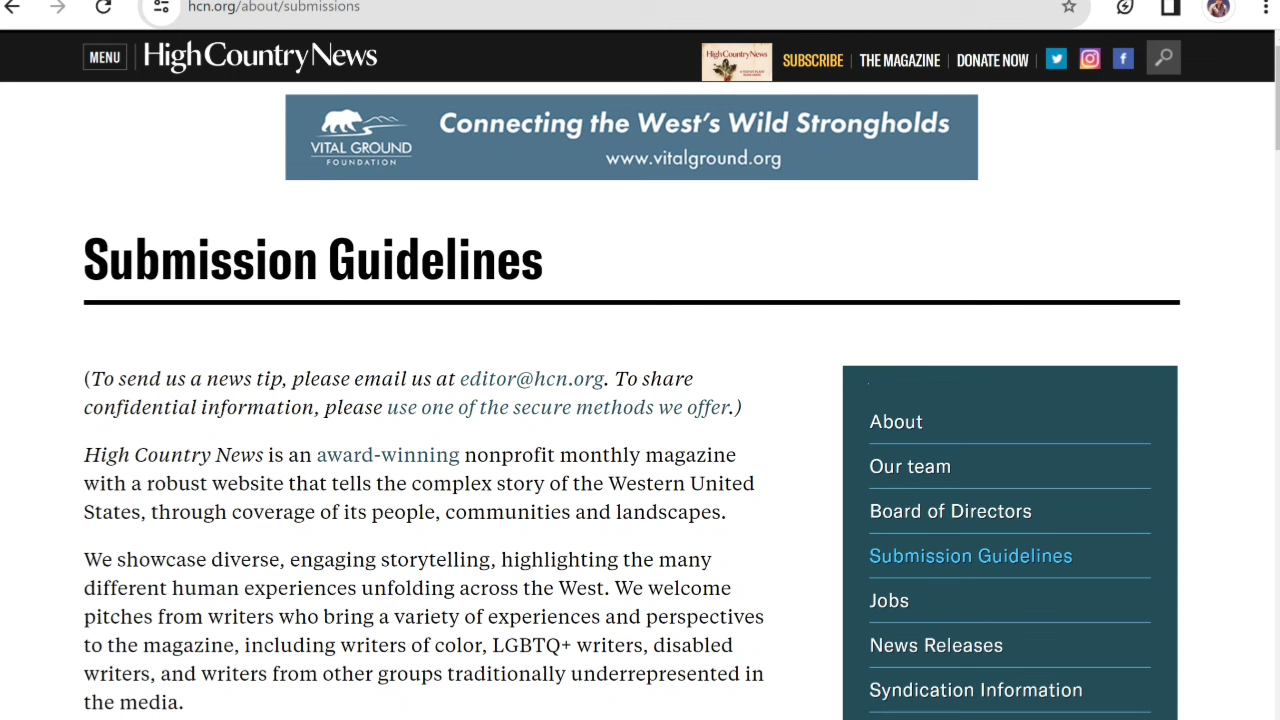 hcn.org/about/submissions
MENU
High Country News
High Country News
SUBSCRIBE
THE MAGAZINE
DONATE NOW
VITAL GROUND
FOUNDATION
Connecting the West's Wild Strongholds
www.vitalground.org
Submission Guidelines
(To send us a news tip, please email us at editor@hcn.org. To share
confidential information, please use one of the secure methods we offer.)
High Country News is an award-winning nonprofit monthly magazine
with a robust website that tells the complex story of the Western United
States, through coverage of its people, communities and landscapes.
We showcase diverse, engaging storytelling, highlighting the many
different human experiences unfolding across the West. We welcome
pitches from writers who bring a variety of experiences and perspectives
to the magazine, including writers of color, LGBTQ+ writers, disabled
writers, and writers from other groups traditionally underrepresented in
the media.
About
Our team
Board of Directors
Submission Guidelines
Jobs
News Releases
Syndication Information